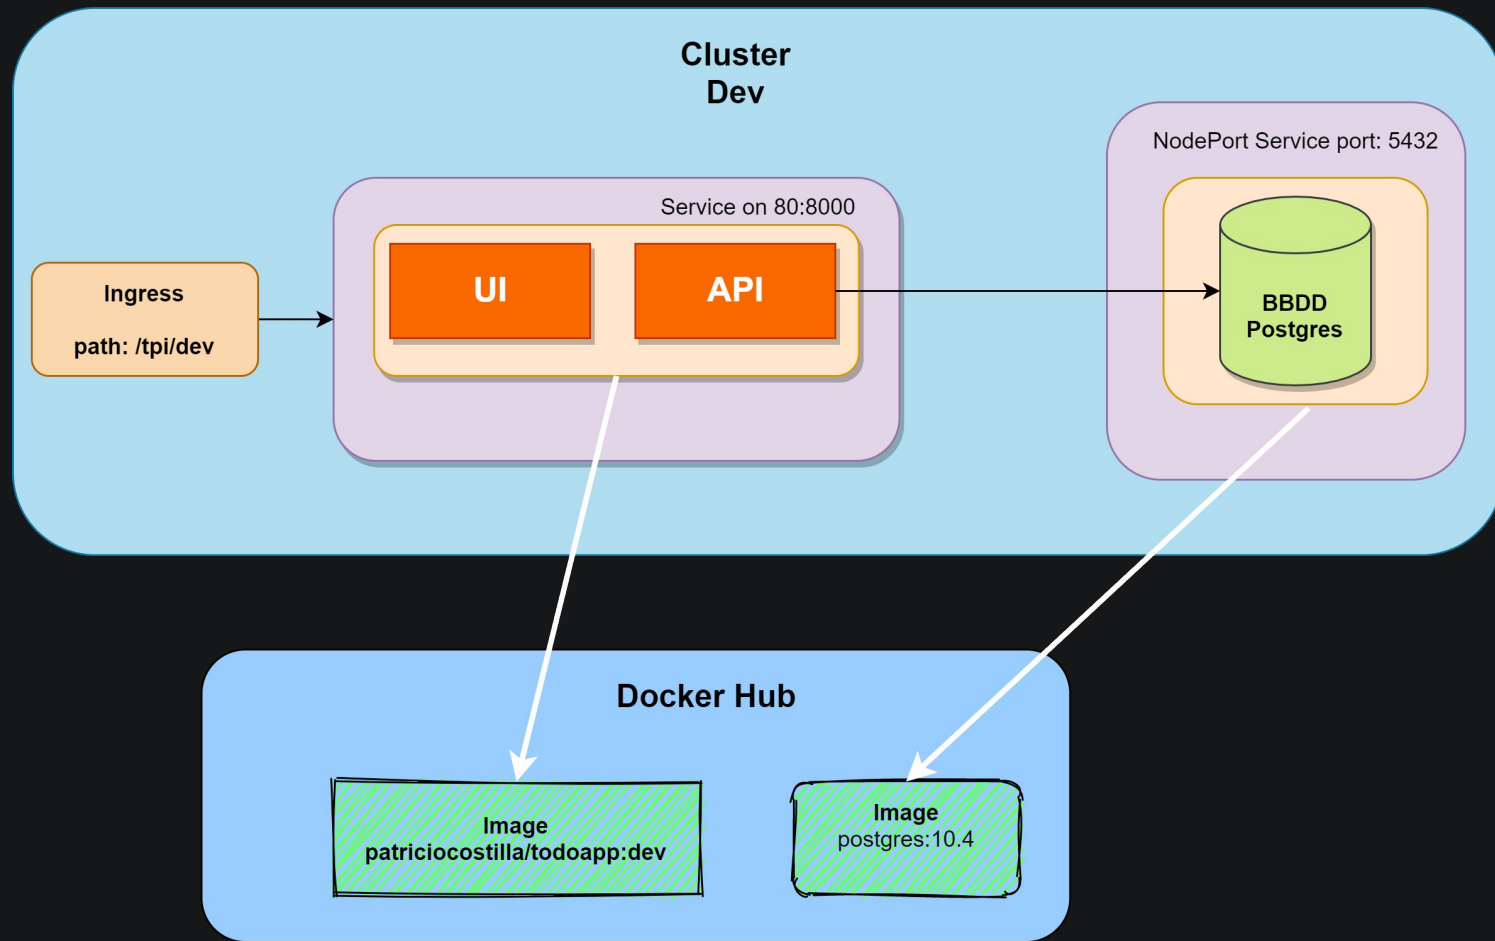 Cluster
Dev
NodePort Service port: 5432
Service on 80:8000
UI
API
Ingress
path: /tpi/dev
BBDD
Postgres
Docker Hub
Image
patriciocostilla/todoapp:dev
Image
postgres:10.4